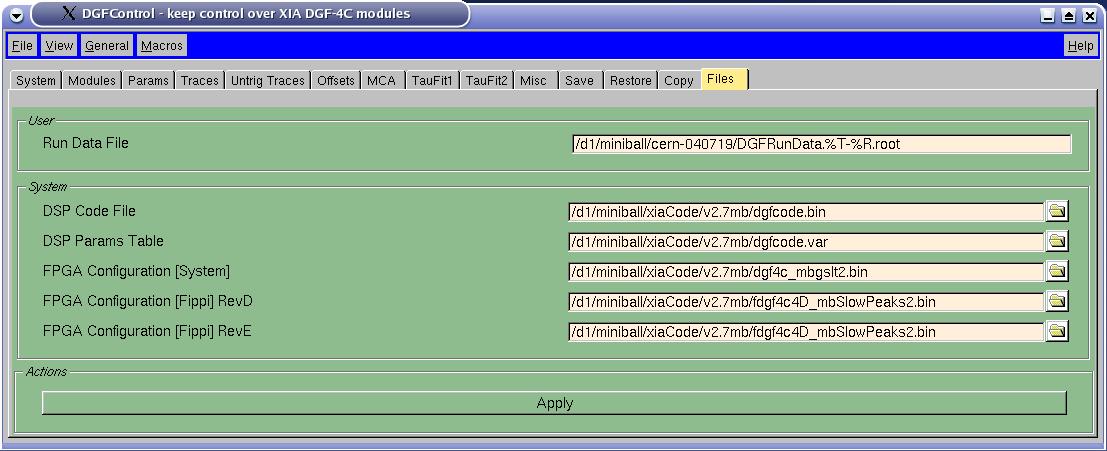 DGFControl - keep control over XIA DGF-4C modules
File View General Macros Help
System Modules Params Traces Untrig Traces Offsets MCA TauFit1 TauFit2 Misc Save Restore Copy Files
User
Run Data File /d1/miniball/cern-040719/DGFRunData.%T-%R.root
System
DSP Code File /d1/miniball/xiaCode/v2.7mb/dgfcode.bin
DSP Params Table /d1/miniball/xiaCode/v2.7mb/dgfcode.var
FPGA Configuration [System] /d1/miniball/xiaCode/v2.7mb/dgf4c_mbgslt2.bin
FPGA Configuration [Fippi] RevD /d1/miniball/xiaCode/v2.7mb/fdgf4c4D_mbSlowPeaks2.bin
FPGA Configuration [Fippi] RevE /d1/miniball/xiaCode/v2.7mb/fdgf4c4D_mbSlowPeaks2.bin
Actions
Apply